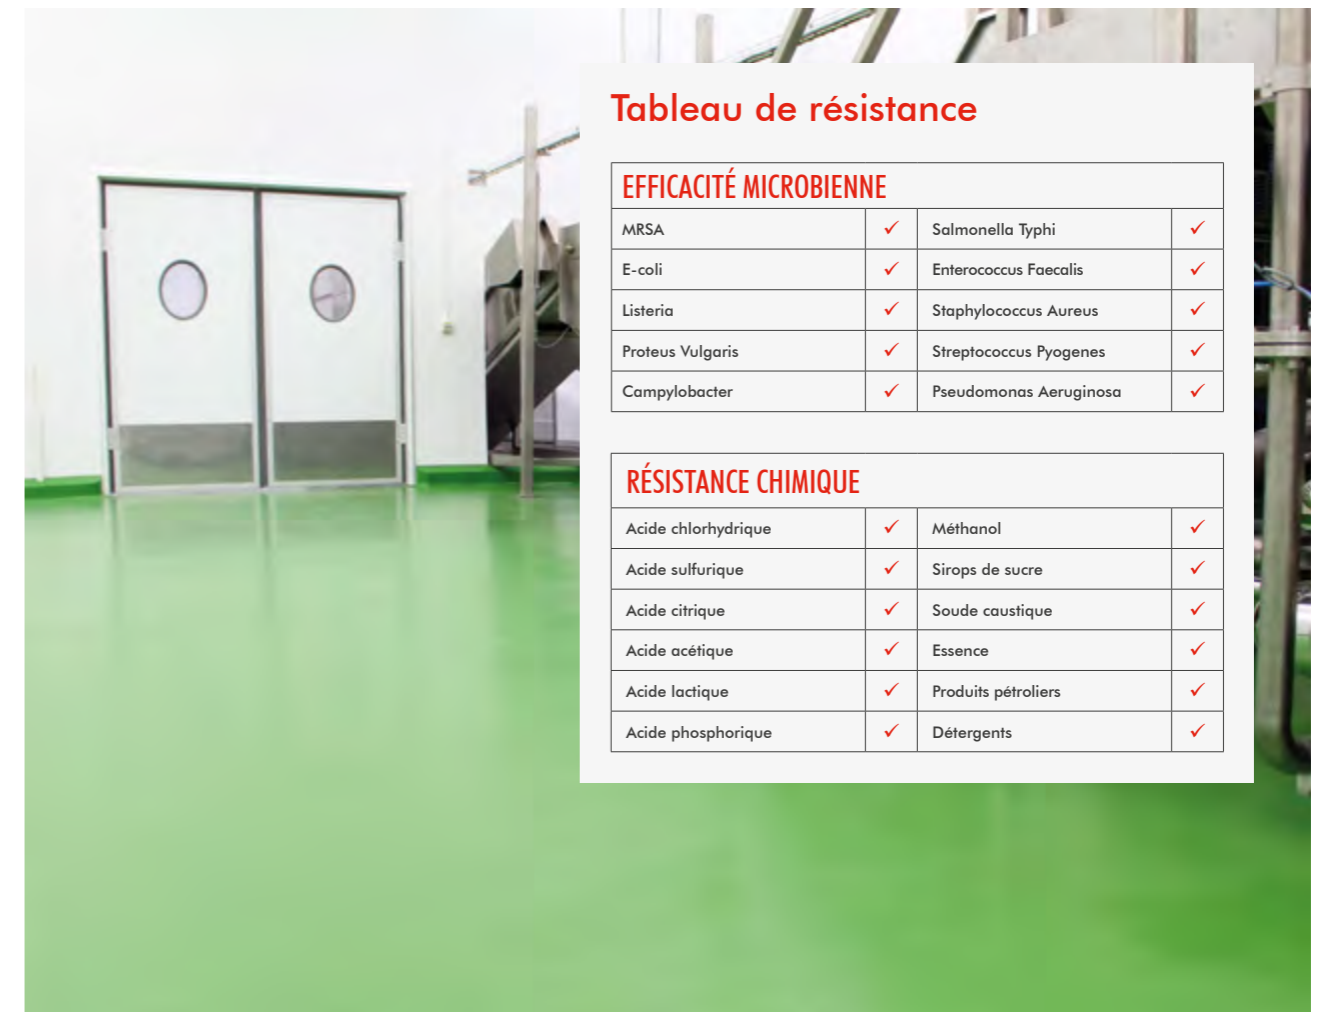 Tableau de résistance
EFFICACITÉ MICROBIENNE
MRSA ✓ Salmonella Typhi ✓
E-coli ✓ Enterococcus Faecalis ✓
Listeria ✓ Staphylococcus Aureus ✓
Proteus Vulgaris ✓ Streptococcus Pyogenes ✓
Campylobacter ✓ Pseudomonas Aeruginosa ✓
RÉSISTANCE CHIMIQUE
Acide chlorhydrique ✓ Méthanol ✓
Acide sulfurique ✓ Sirops de sucre ✓
Acide citrique ✓ Soude caustique ✓
Acide acétique ✓ Essence ✓
Acide lactique ✓ Produits pétroliers ✓
Acide phosphorique ✓ Détergents ✓